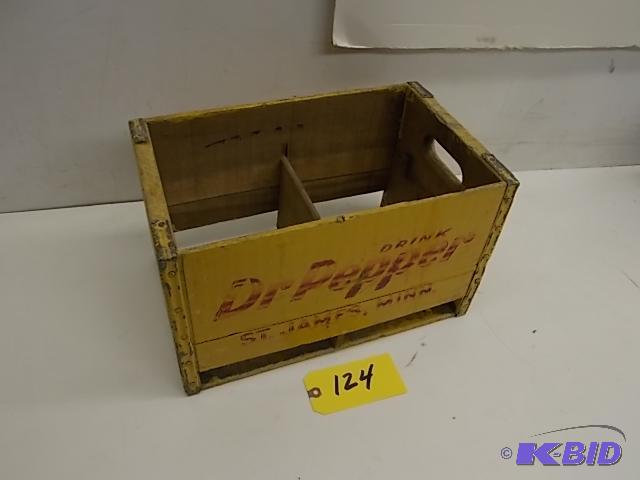 DRINK
Dr Pepper
ST. JAMES, MINN.
124
© K-BID